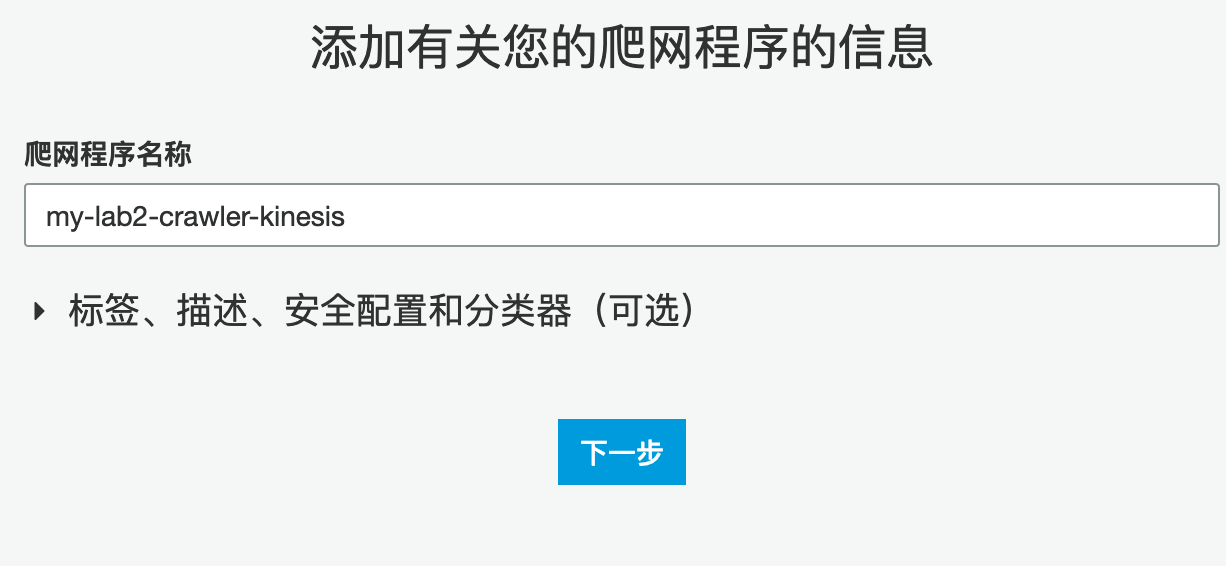 添加有关您的爬网程序的信息
爬网程序名称
my-lab2-crawler-kinesis
标签、描述、安全配置和分类器（可选）
下一步